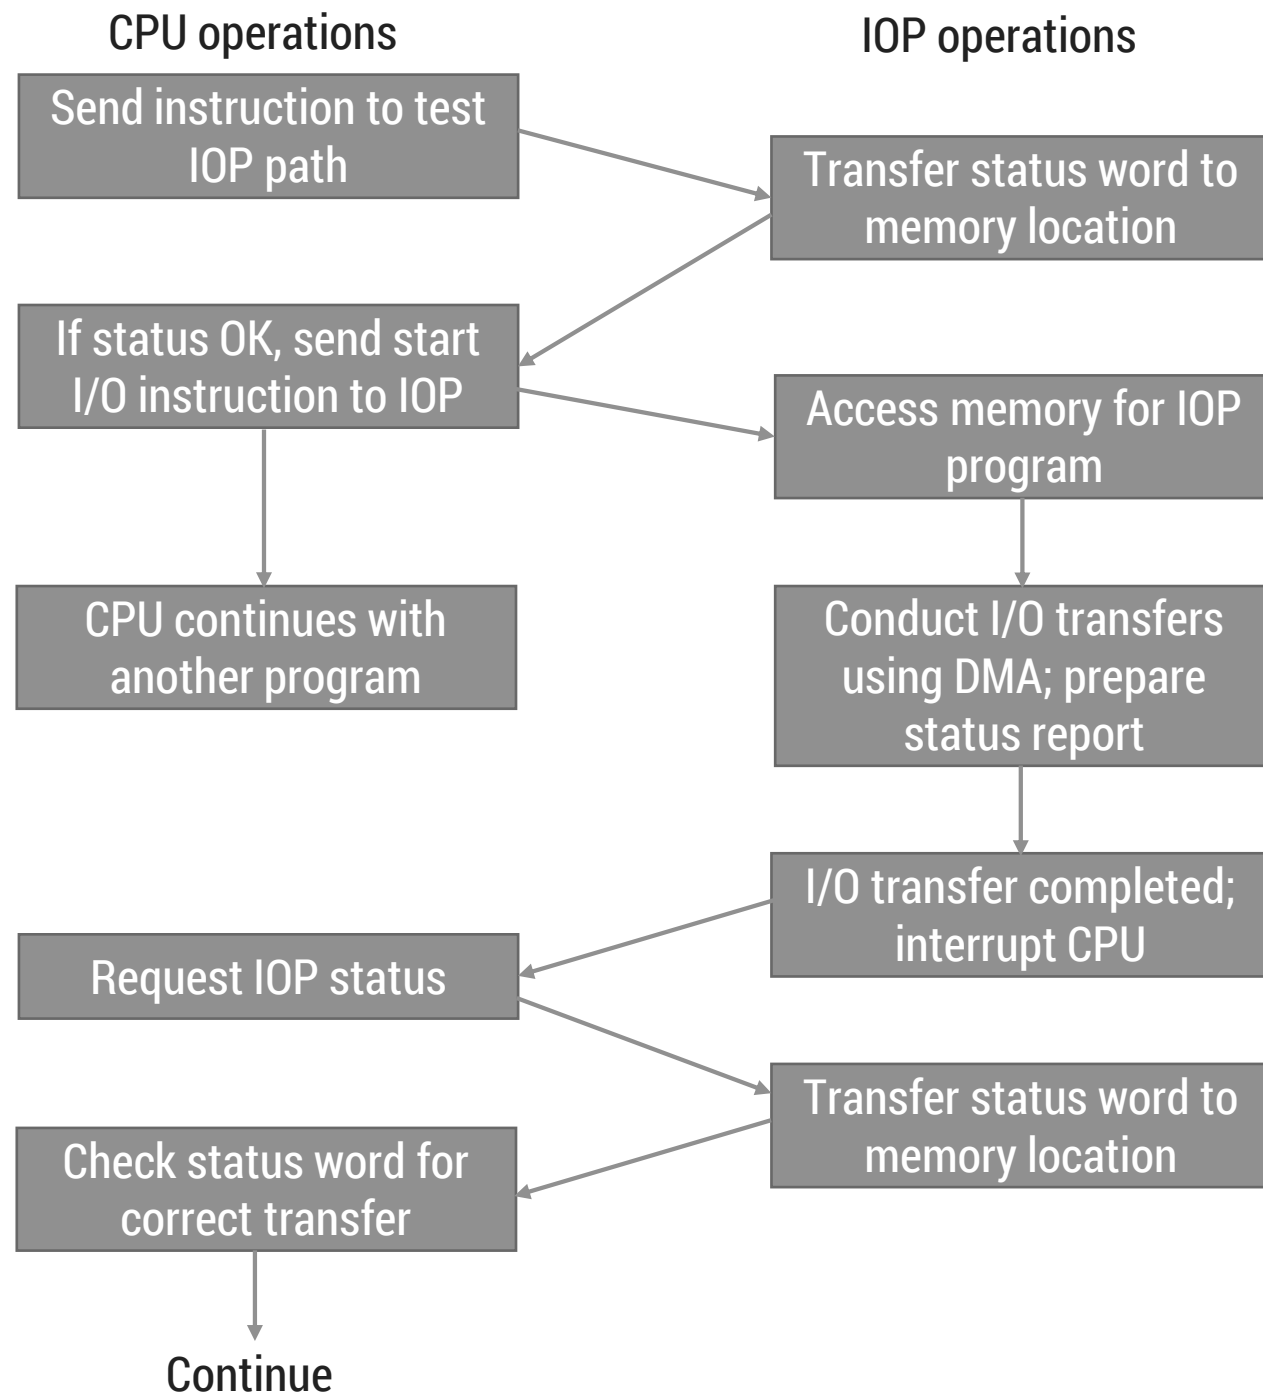 CPU operations
IOP operations
Send instruction to test
IOP path
Transfer status word to
memory location
If status OK, send start
I/O instruction to IOP
Access memory for IOP
program
CPU continues with
another program
Conduct I/O transfers
using DMA; prepare
status report
I/O transfer completed;
interrupt CPU
Request IOP status
Transfer status word to
memory location
Check status word for
correct transfer
Continue